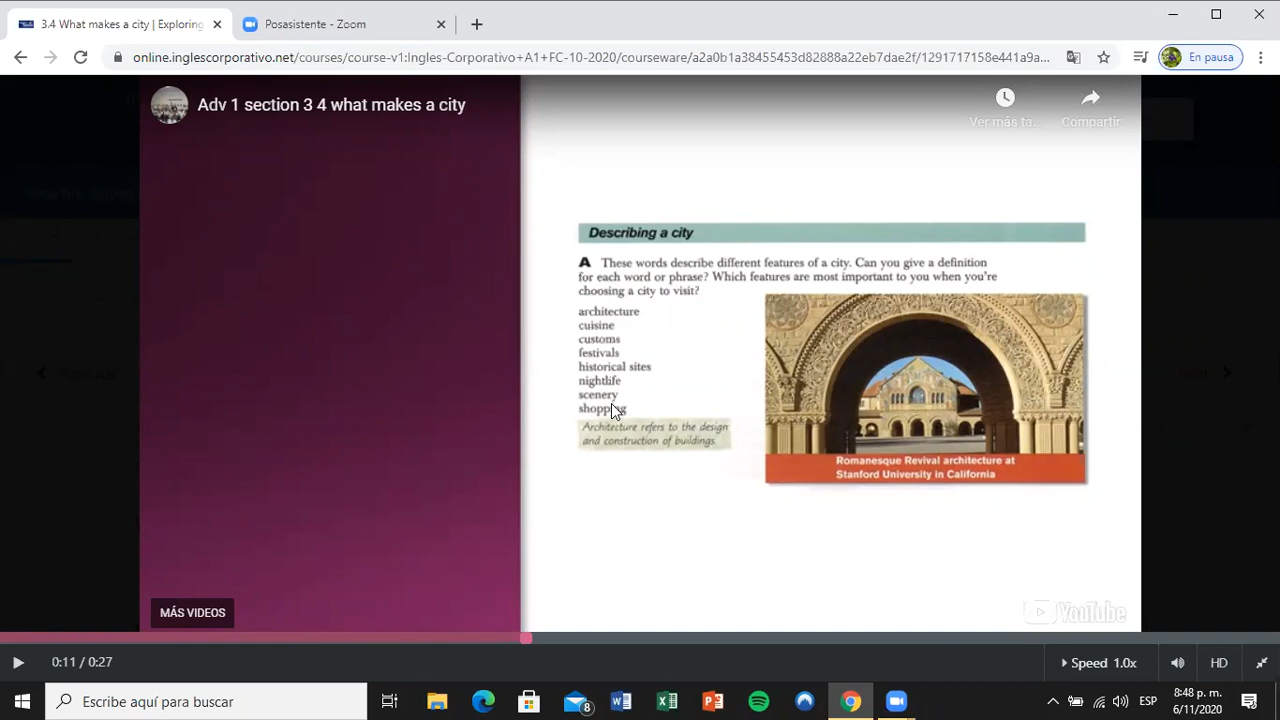 3.4 What makes a city | Exploring
Posasistente - Zoom
online.inglescorporativo.net/courses/course-v1:Ingles-Corporativo+A1+FC-10-2020/courseware/a2a0b1a38455453d82888a22eb7dae2f/1291717158e441a9a...
En pausa
Adv 1 section 3 4 what makes a city
Ver más ta...
Compartir
Describing a city
A These words describe different features of a city. Can you give a definition
for each word or phrase? Which features are most important to you when you're
choosing a city to visit?
architecture
cuisine
customs
festivals
historical sites
nightlife
scenery
shopping
Architecture refers to the design
and construction of buildings.
Romanesque Revival architecture at
Stanford University in California
Previous
MÁS VIDEOS
YouTube
0:11 / 0:27
Speed 1.0x
HD
Escribe aquí para buscar
8
ESP
8:48 p. m.
6/11/2020